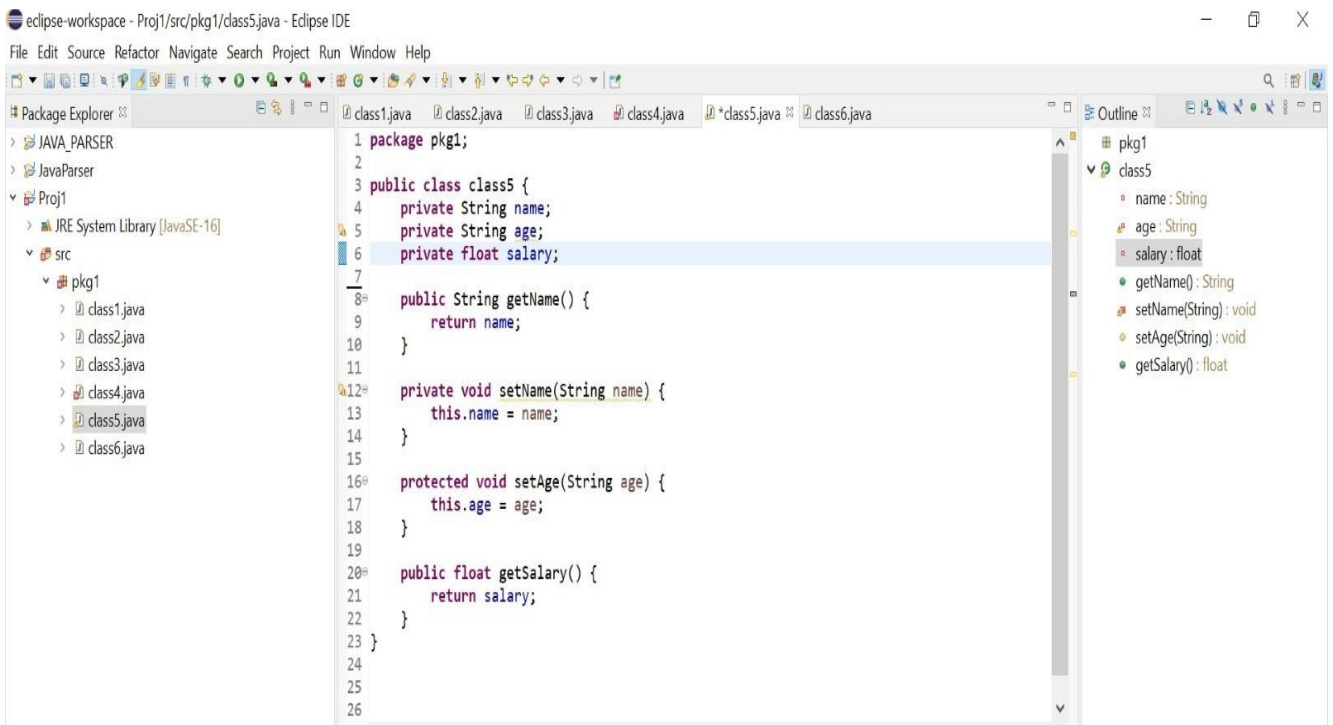 eclipse-workspace - Proj1/src/pkg1/class5.java - Eclipse IDE
File Edit Source Refactor Navigate Search Project Run Window Help
Package Explorer
JAVA_PARSER
JavaParser
Proj1
JRE System Library [JavaSE-16]
src
pkg1
class1.java
class2.java
class3.java
class4.java
class5.java
class6.java
class1.java class2.java class3.java class4.java *class5.java class6.java
1 package pkg1;
2
3 public class class5 {
4 private String name;
5 private String age;
6 private float salary;
7
8 public String getName() {
9 return name;
10 }
11
12 private void setName(String name) {
13 this.name = name;
14 }
15
16 protected void setAge(String age) {
17 this.age = age;
18 }
19
20 public float getSalary() {
21 return salary;
22 }
23 }
24
25
26
Outline
pkg1
class5
name : String
age : String
salary : float
getName() : String
setName(String) : void
setAge(String) : void
getSalary() : float